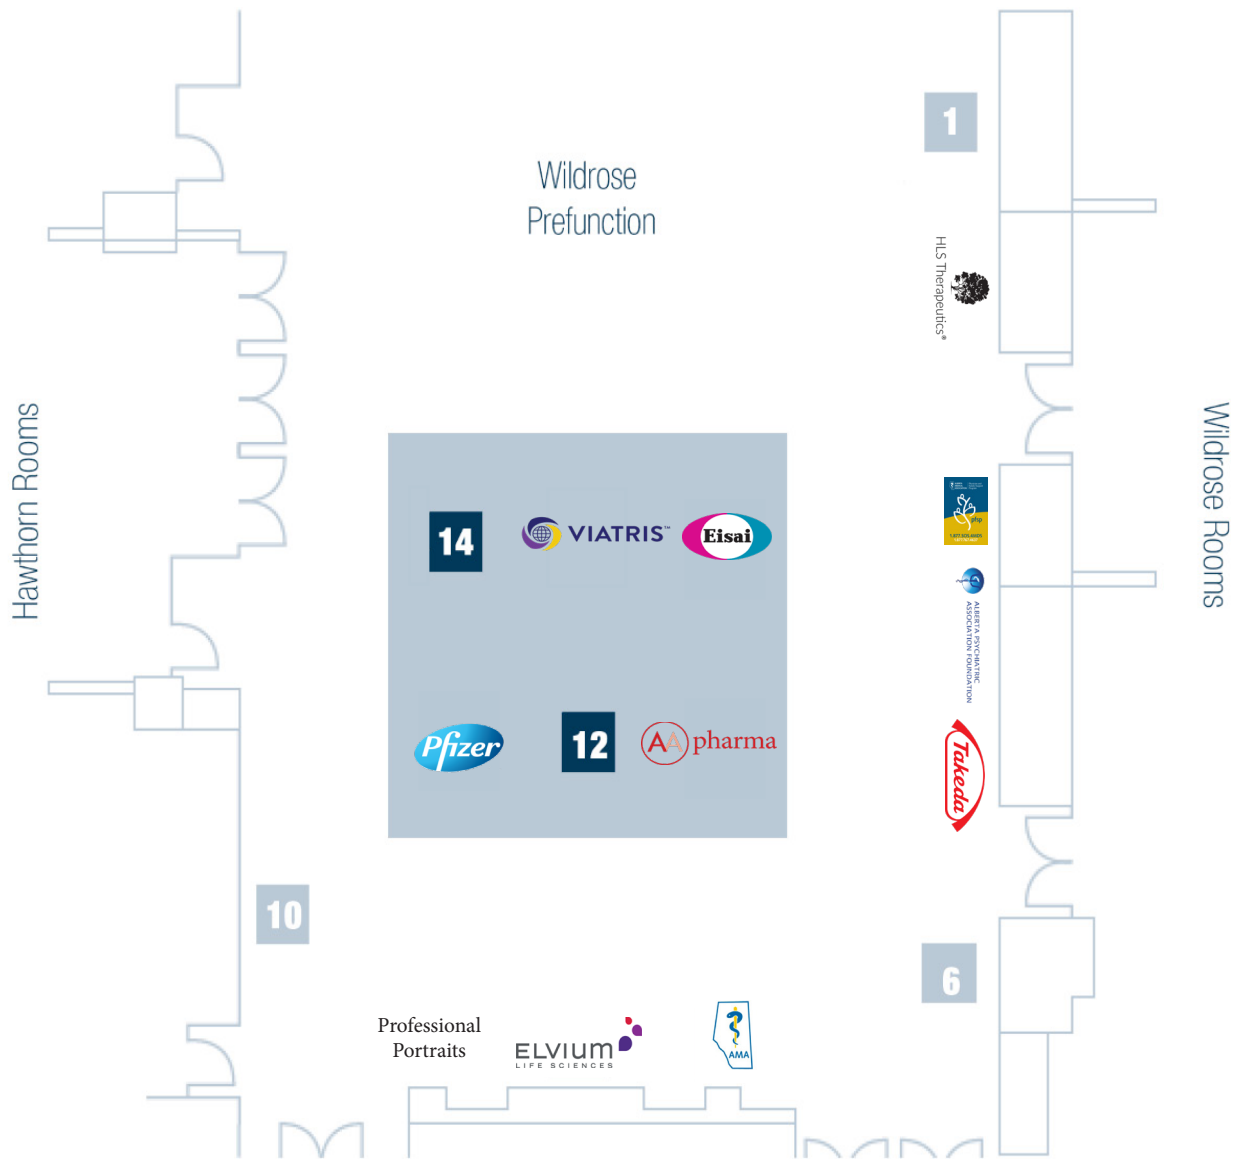 1
Wildrose
Prefunction
HLS Therapeutics®
Hawthorn Rooms
Wildrose Rooms
14
VIATRIS™
Eisai
php
ALBERTA PSYCHIATRIC
ASSOCIATION FOUNDATION
Pfizer
12
AA pharma
Takeda
10
6
Professional
Portraits
ELVIUM
LIFE SCIENCES
AMA